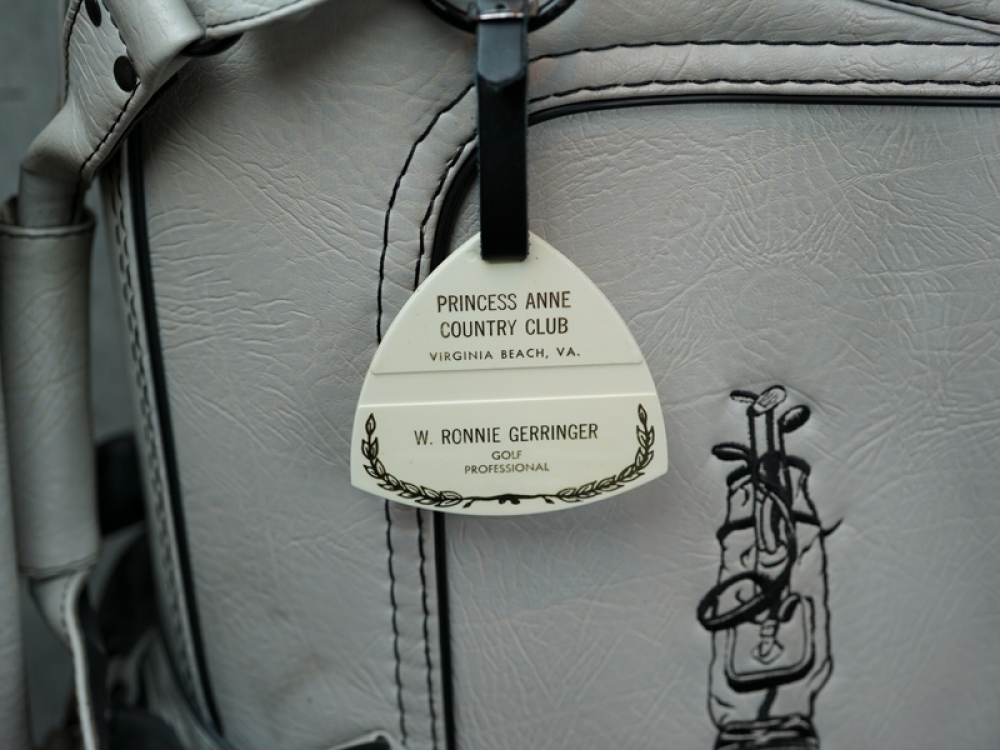 PRINCESS ANNE
COUNTRY CLUB
VIRGINIA BEACH, VA.
W. RONNIE GERRINGER
GOLF
PROFESSIONAL